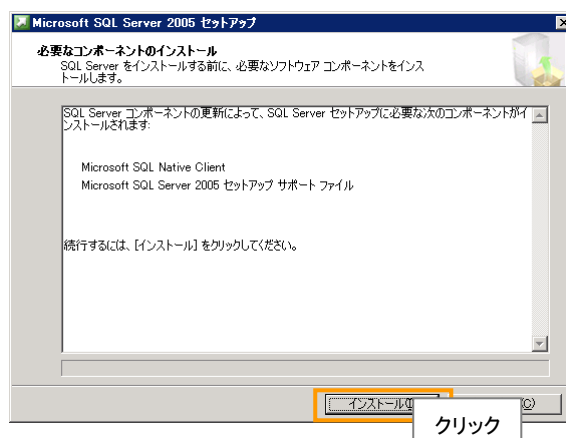 Microsoft SQL Server 2005 セットアップ
必要なコンポーネントのインストール
SQL Server をインストールする前に、必要なソフトウェア コンポーネントをインス
トールします。
SQL Server コンポーネントの更新によって、SQL Server セットアップに必要な次のコンポーネントがイ
ンストールされます:
Microsoft SQL Native Client
Microsoft SQL Server 2005 セットアップ サポート ファイル
続行するには、[インストール] をクリックしてください。
インストール(I
C)
クリック